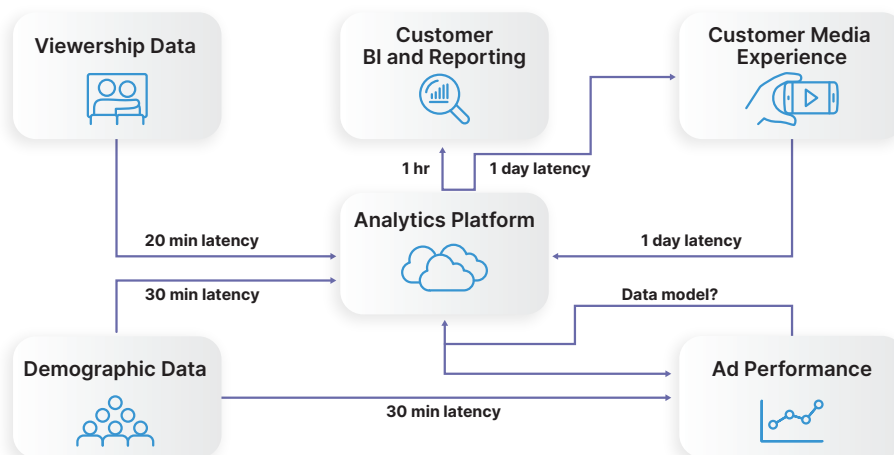 Viewership Data
Customer
BI and Reporting
Customer Media
Experience
1 hr
1 day latency
Analytics Platform
20 min latency
1 day latency
30 min latency
Data model?
Demographic Data
Ad Performance
30 min latency